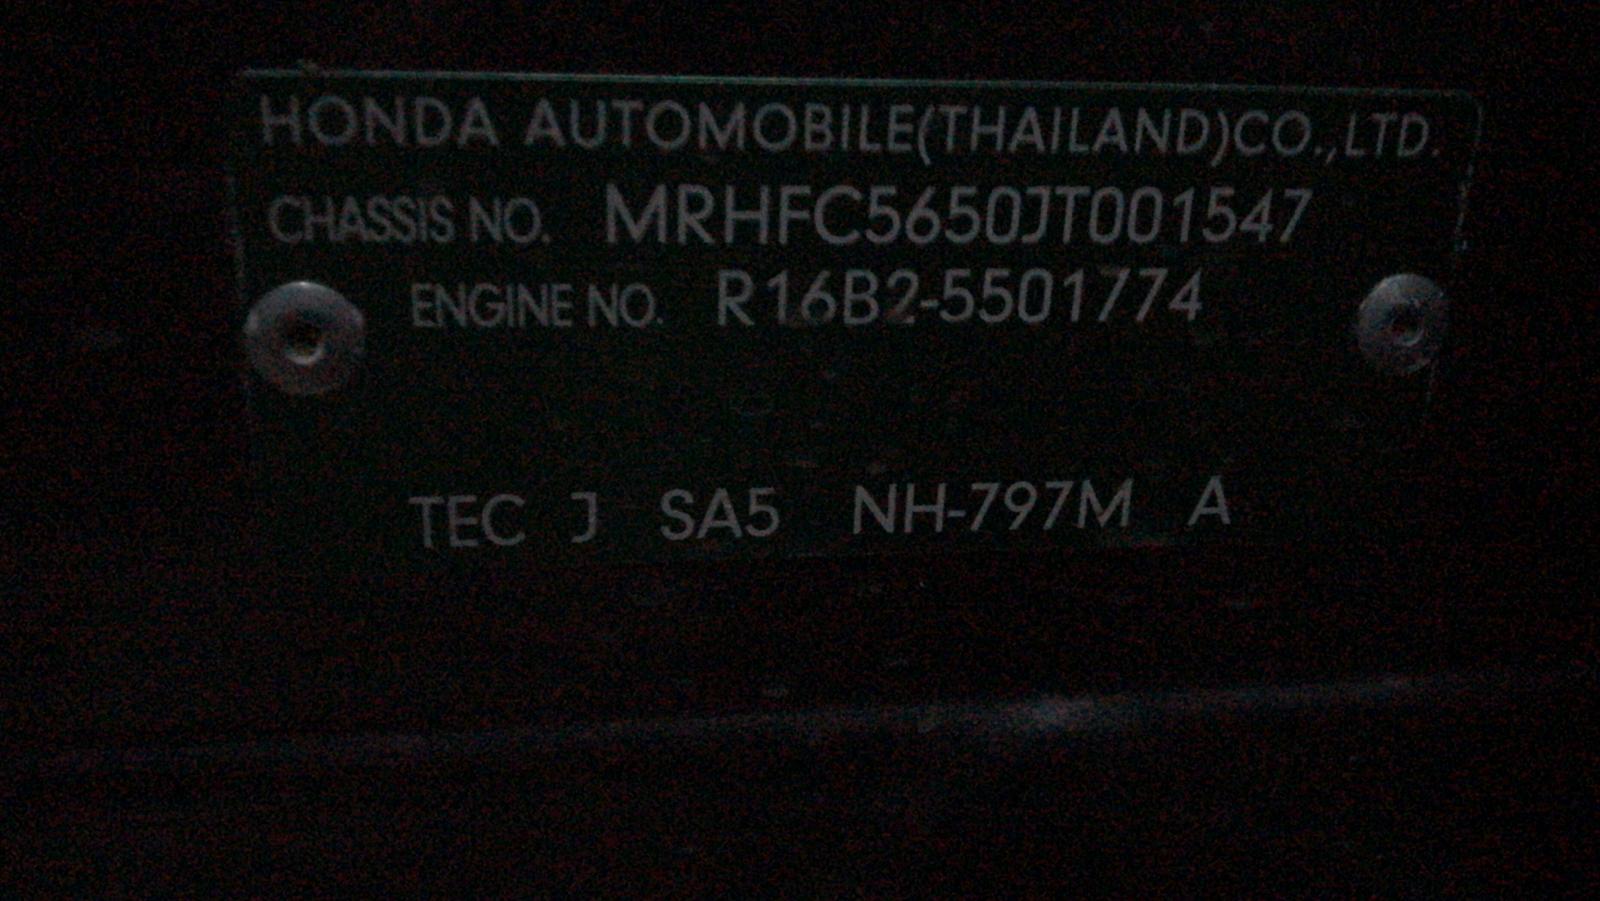 HONDA AUTOMOBILE(THAILAND)CO.,LTD.
CHASSIS NO. MRHFC5650JT001547
ENGINE NO. R16B2-5501774
TEC J SA5 NH-797M A